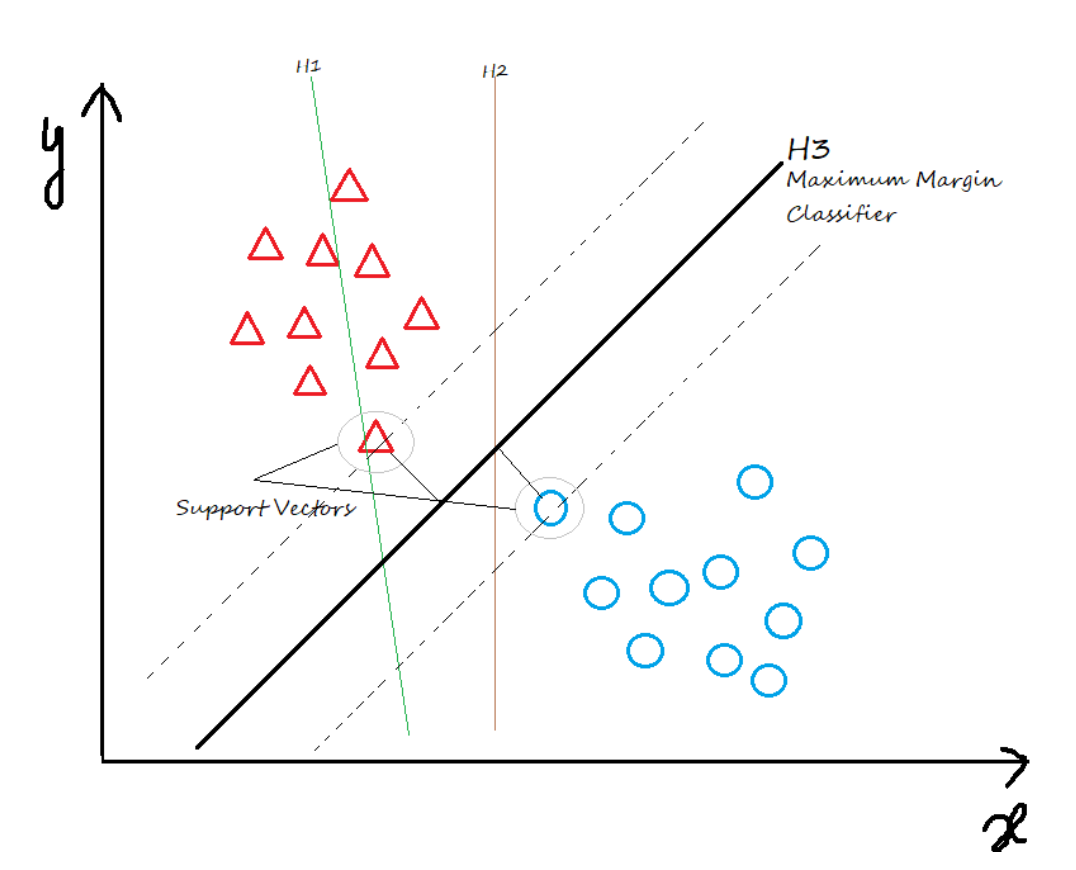 H1
H2
y
H3
Maximum Margin
Classifier
Support Vectors
x